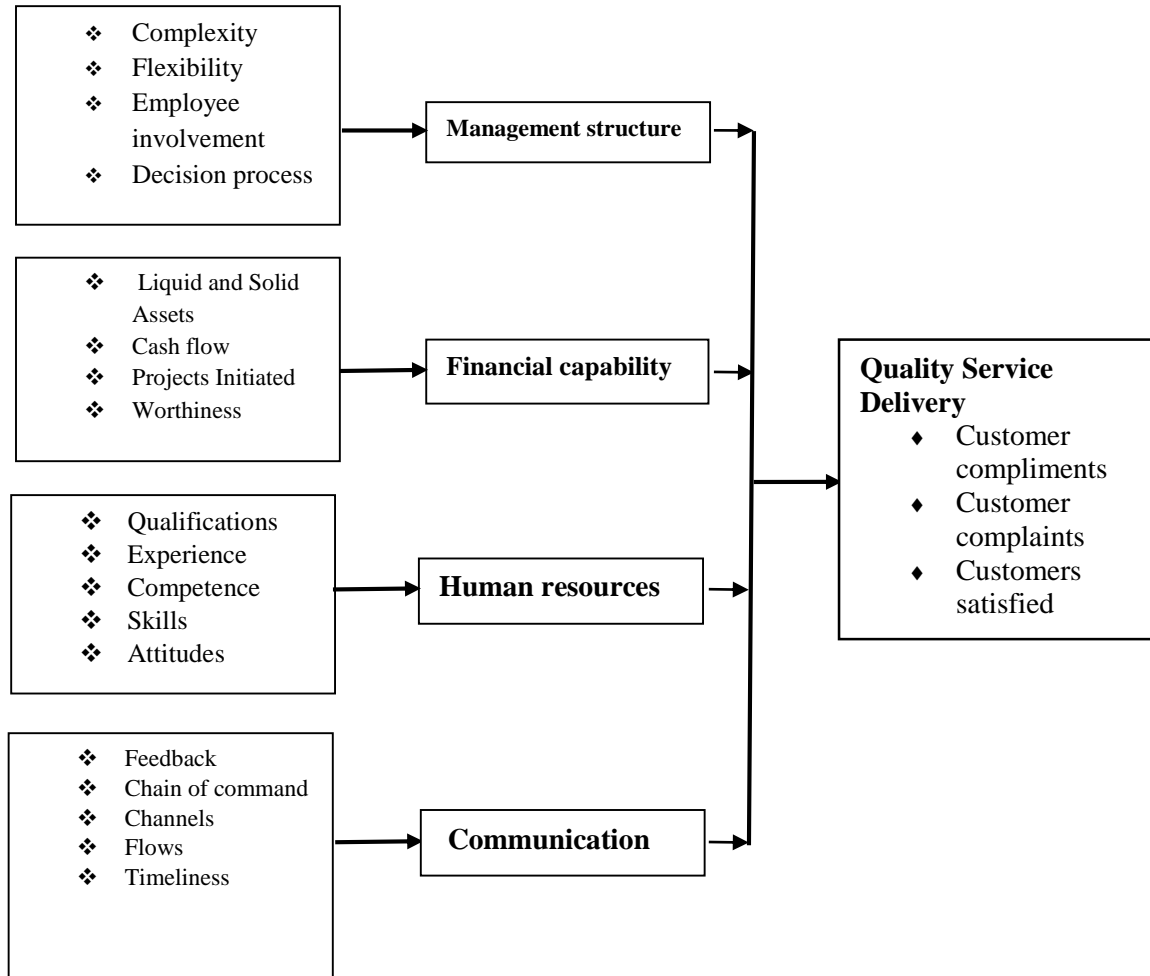 ❖ Complexity
❖ Flexibility
❖ Employee
involvement
❖ Decision process
Management structure
❖ Liquid and Solid
Assets
❖ Cash flow
❖ Projects Initiated
❖ Worthiness
Financial capability
❖ Qualifications
❖ Experience
❖ Competence
❖ Skills
❖ Attitudes
Human resources
❖ Feedback
❖ Chain of command
❖ Channels
❖ Flows
❖ Timeliness
Communication
Quality Service
Delivery
♦ Customer
compliments
♦ Customer
complaints
♦ Customers
satisfied